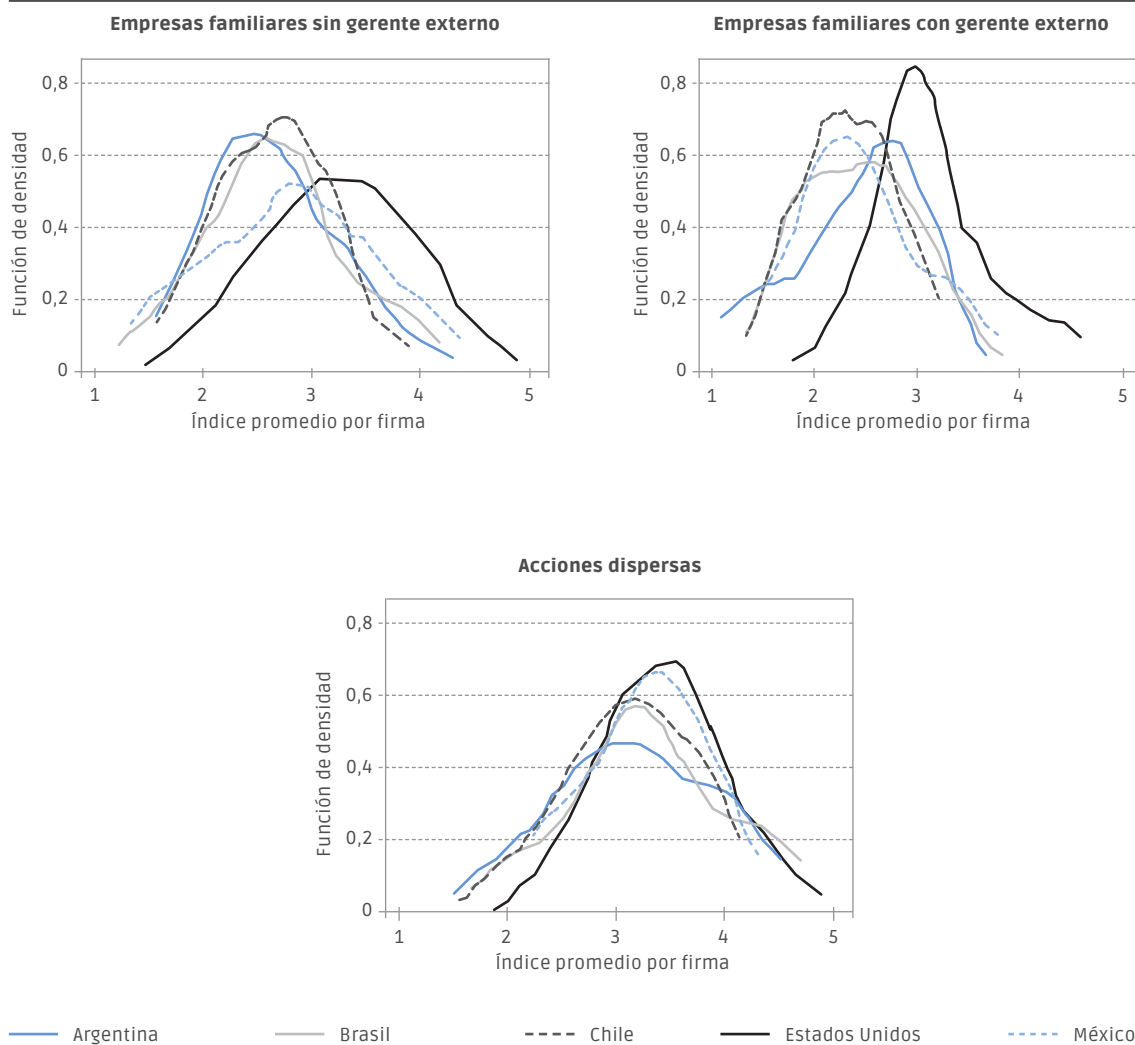 Empresas familiares sin gerente externo
Función de densidad
0,8
0,6
0,4
0,2
0
1 2 3 4 5
Índice promedio por firma
Empresas familiares con gerente externo
Función de densidad
0,8
0,6
0,4
0,2
0
1 2 3 4 5
Índice promedio por firma
Acciones dispersas
Función de densidad
0,8
0,6
0,4
0,2
0
1 2 3 4 5
Índice promedio por firma
Argentina Brasil Chile Estados Unidos México